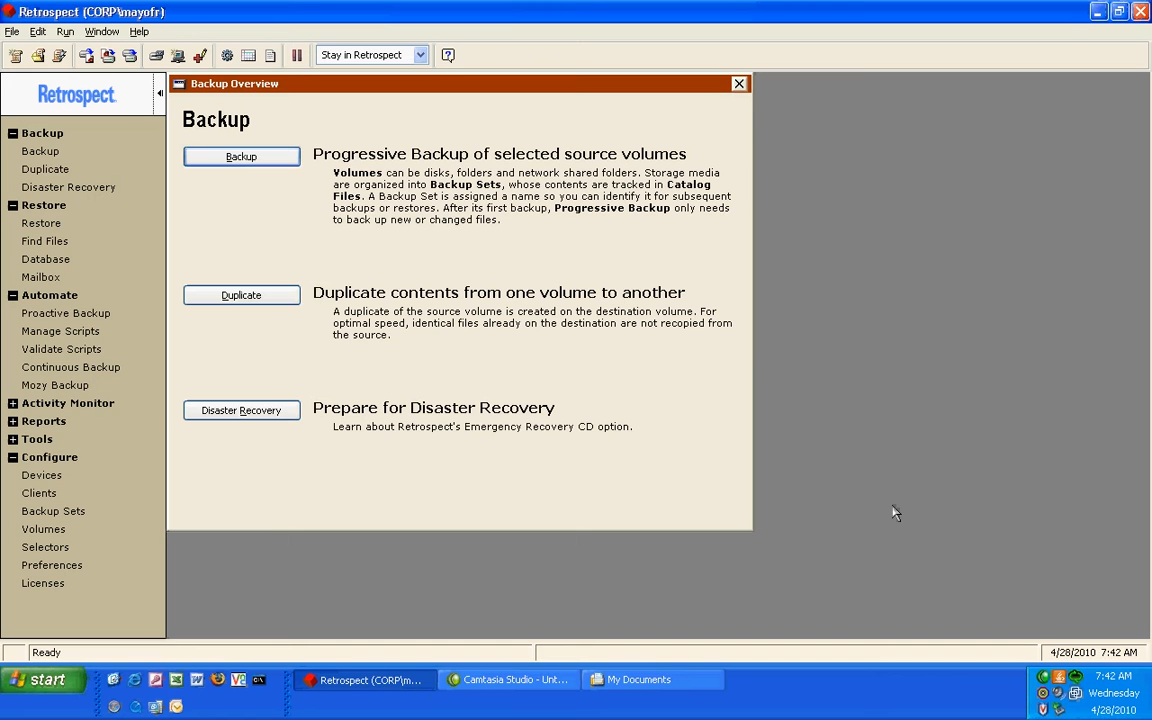 Retrospect (CORP\mayofr)
File Edit Run Window Help
Stay in Retrospect
Retrospect
Backup Overview
Backup
Backup
Progressive Backup of selected source volumes
Volumes can be disks, folders and network shared folders. Storage media
are organized into Backup Sets, whose contents are tracked in Catalog
Files. A Backup Set is assigned a name so you can identify it for subsequent
backups or restores. After its first backup, Progressive Backup only needs
to back up new or changed files.
Duplicate
Duplicate contents from one volume to another
A duplicate of the source volume is created on the destination volume. For
optimal speed, identical files already on the destination are not recopied from
the source.
Disaster Recovery
Prepare for Disaster Recovery
Learn about Retrospect's Emergency Recovery CD option.
Backup
Backup
Duplicate
Disaster Recovery
Restore
Restore
Find Files
Database
Mailbox
Automate
Proactive Backup
Manage Scripts
Validate Scripts
Continuous Backup
Mozy Backup
Activity Monitor
Reports
Tools
Configure
Devices
Clients
Backup Sets
Volumes
Selectors
Preferences
Licenses
Ready
4/28/2010 7:42 AM
start
Retrospect (CORP\m...
Camtasia Studio - Unt...
My Documents
7:42 AM
Wednesday
4/28/2010